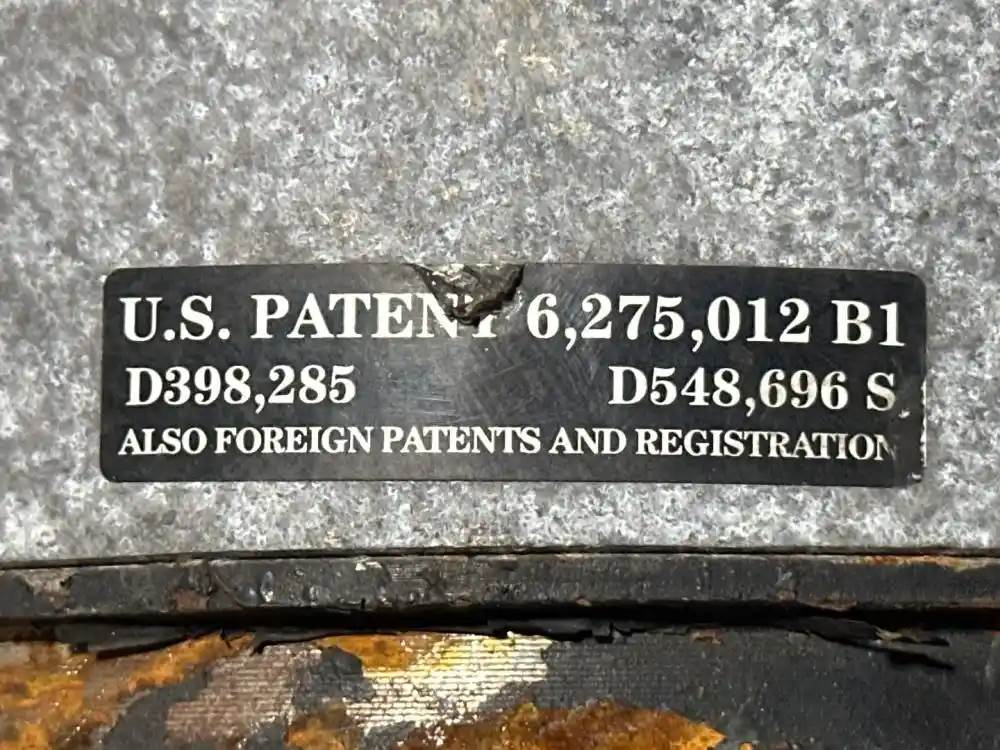 U.S. PATENT 6,275,012 B1
D398,285 D548,696 S
ALSO FOREIGN PATENTS AND REGISTRATION